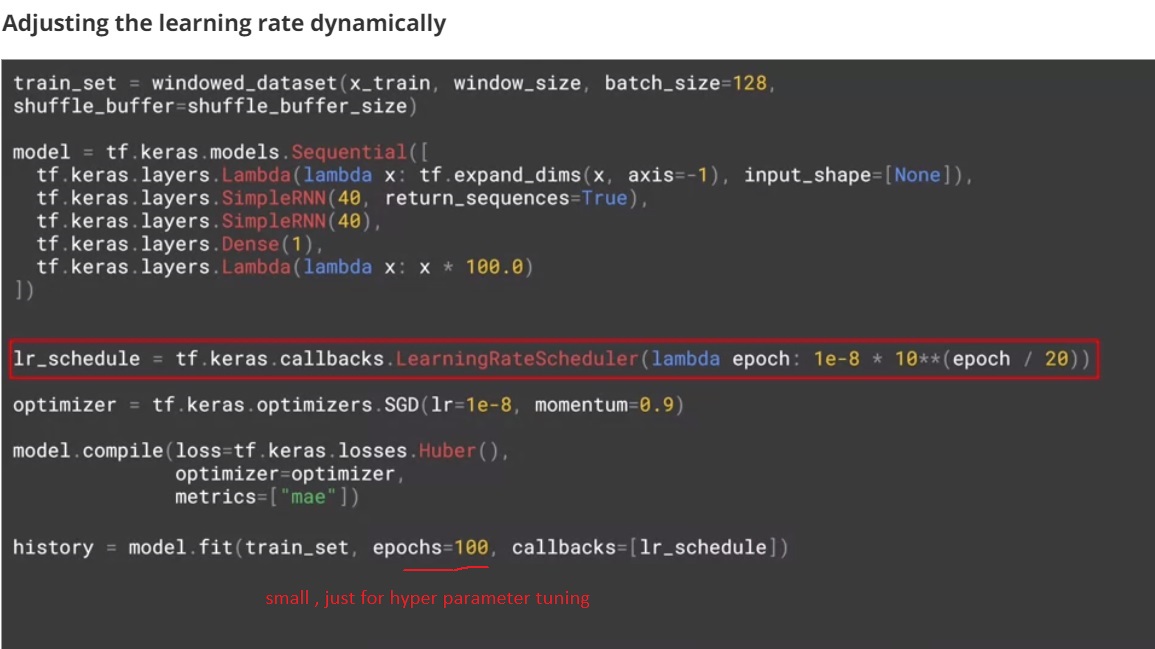 Adjusting the learning rate dynamically
train_set = windowed_dataset(x_train, window_size, batch_size=128,
shuffle_buffer=shuffle_buffer_size)
model = tf.keras.models.Sequential([
  tf.keras.layers.Lambda(lambda x: tf.expand_dims(x, axis=-1), input_shape=[None]),
  tf.keras.layers.SimpleRNN(40, return_sequences=True),
  tf.keras.layers.SimpleRNN(40),
  tf.keras.layers.Dense(1),
  tf.keras.layers.Lambda(lambda x: x * 100.0)
])
lr_schedule = tf.keras.callbacks.LearningRateScheduler(lambda epoch: 1e-8 * 10**(epoch / 20))
optimizer = tf.keras.optimizers.SGD(lr=1e-8, momentum=0.9)
model.compile(loss=tf.keras.losses.Huber(),
              optimizer=optimizer,
              metrics=["mae"])
history = model.fit(train_set, epochs=100, callbacks=[lr_schedule])
small , just for hyper parameter tuning